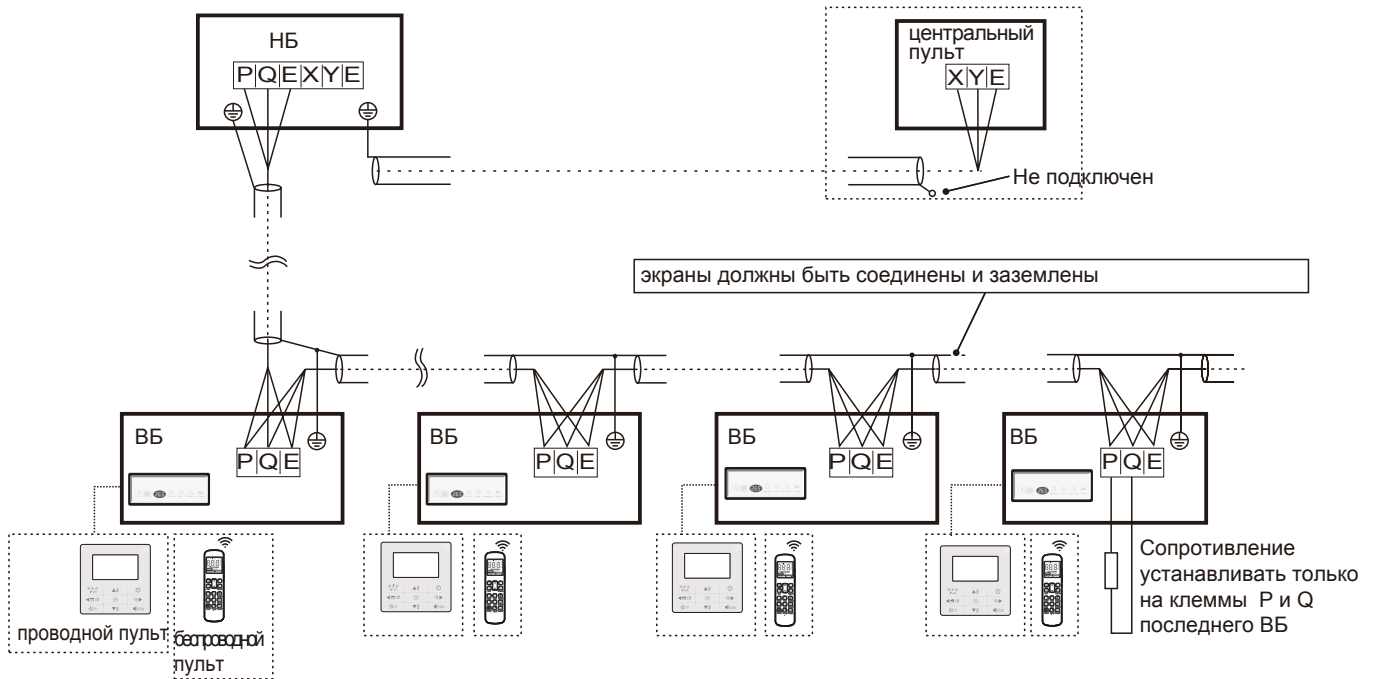 НБ
P Q E X Y E
центральный
пульт
X Y E
Не подключен
экраны должны быть соединены и заземлены
ВБ
P Q E
ВБ
P Q E
ВБ
P Q E
ВБ
P Q E
проводной пульт
беспроводной
пульт
Сопротивление
устанавливать только
на клеммы P и Q
последнего ВБ